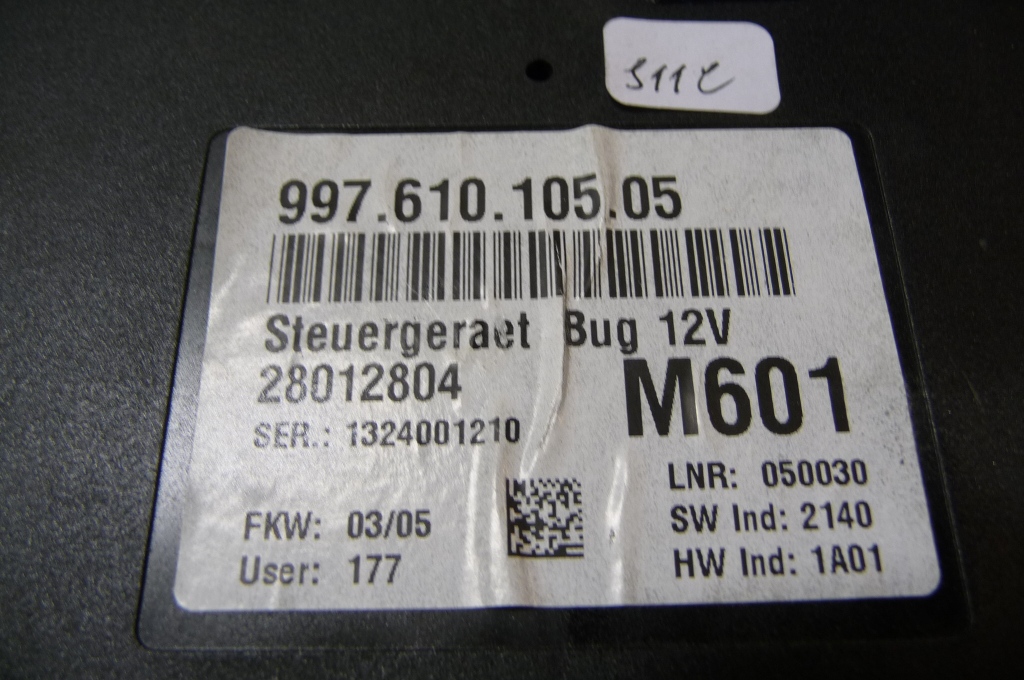 997.610.105.05
Steuergeraet Bug 12V
28012804
M601
SER.: 1324001210
LNR: 050030
FKW: 03/05
SW Ind: 2140
User: 177
HW Ind: 1A01